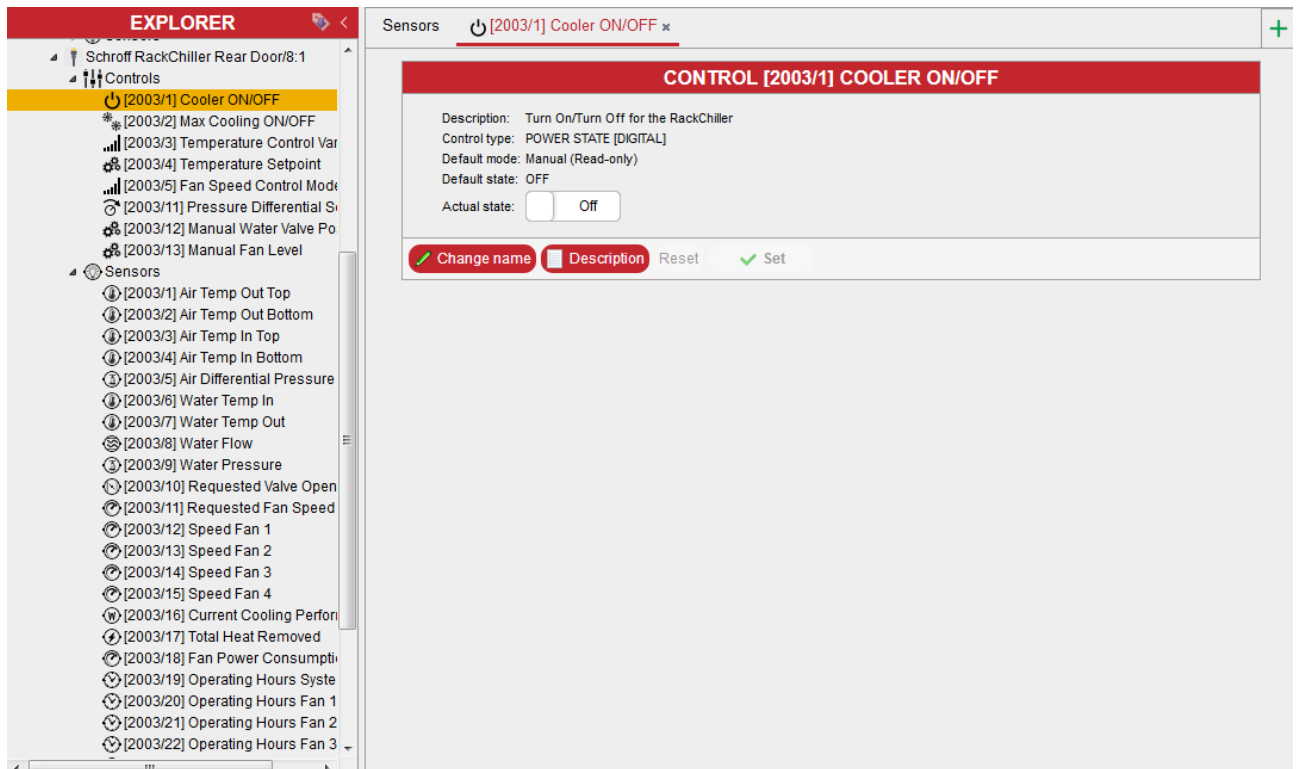 EXPLORER
Schroff RackChiller Rear Door/8:1
Controls
[2003/1] Cooler ON/OFF
[2003/2] Max Cooling ON/OFF
[2003/3] Temperature Control Var
[2003/4] Temperature Setpoint
[2003/5] Fan Speed Control Mode
[2003/11] Pressure Differential S
[2003/12] Manual Water Valve Po
[2003/13] Manual Fan Level
Sensors
[2003/1] Air Temp Out Top
[2003/2] Air Temp Out Bottom
[2003/3] Air Temp In Top
[2003/4] Air Temp In Bottom
[2003/5] Air Differential Pressure
[2003/6] Water Temp In
[2003/7] Water Temp Out
[2003/8] Water Flow
[2003/9] Water Pressure
[2003/10] Requested Valve Open
[2003/11] Requested Fan Speed
[2003/12] Speed Fan 1
[2003/13] Speed Fan 2
[2003/14] Speed Fan 3
[2003/15] Speed Fan 4
[2003/16] Current Cooling Perfor
[2003/17] Total Heat Removed
[2003/18] Fan Power Consumpti
[2003/19] Operating Hours Syste
[2003/20] Operating Hours Fan 1
[2003/21] Operating Hours Fan 2
[2003/22] Operating Hours Fan 3
Sensors [2003/1] Cooler ON/OFF
CONTROL [2003/1] COOLER ON/OFF
Description: Turn On/Turn Off for the RackChiller
Control type: POWER STATE [DIGITAL]
Default mode: Manual (Read-only)
Default state: OFF
Actual state: Off
Change name Description Reset Set